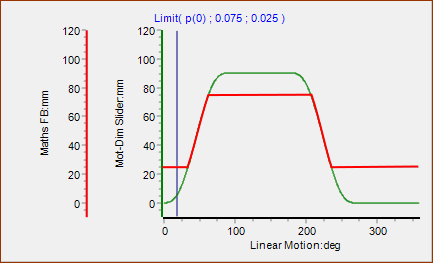 Limit( p(0) ; 0.075 ; 0.025 )
Maths FB:mm
120
100
80
60
40
20
0
Mot-Dim Slider:mm
120
100
80
60
40
20
0
0 100 200 300
Linear Motion:deg